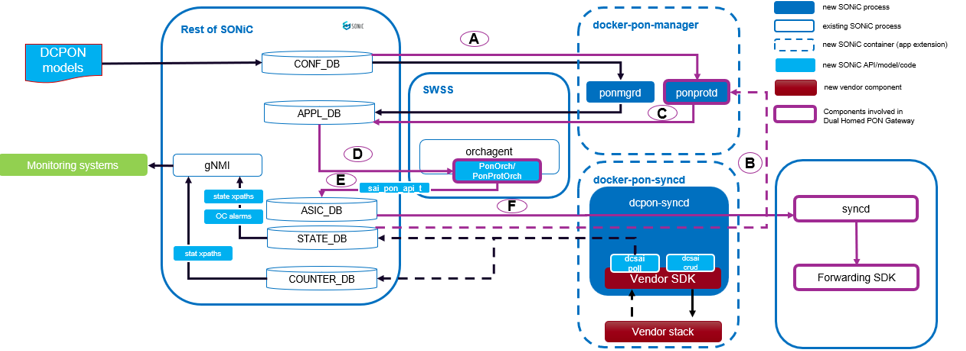 Rest of SONiC
SONiC
DCPON
models
CONF_DB
APPL_DB
SWSS
orchagent
PonOrch/
PonProtOrch
sai_pon_api_t
Monitoring systems
gNMI
state xpaths
OC alarms
stat xpaths
ASIC_DB
STATE_DB
COUNTER_DB
A
B
C
D
E
F
docker-pon-manager
ponmgrd
ponprotd
docker-pon-syncd
dcpon-syncd
dcsai
poll
dcsai
crud
Vendor SDK
Vendor stack
syncd
Forwarding SDK
new SONiC process
existing SONiC process
new SONiC container (app extension)
new SONiC API/model/code
new vendor component
Components involved in
Dual Homed PON Gateway